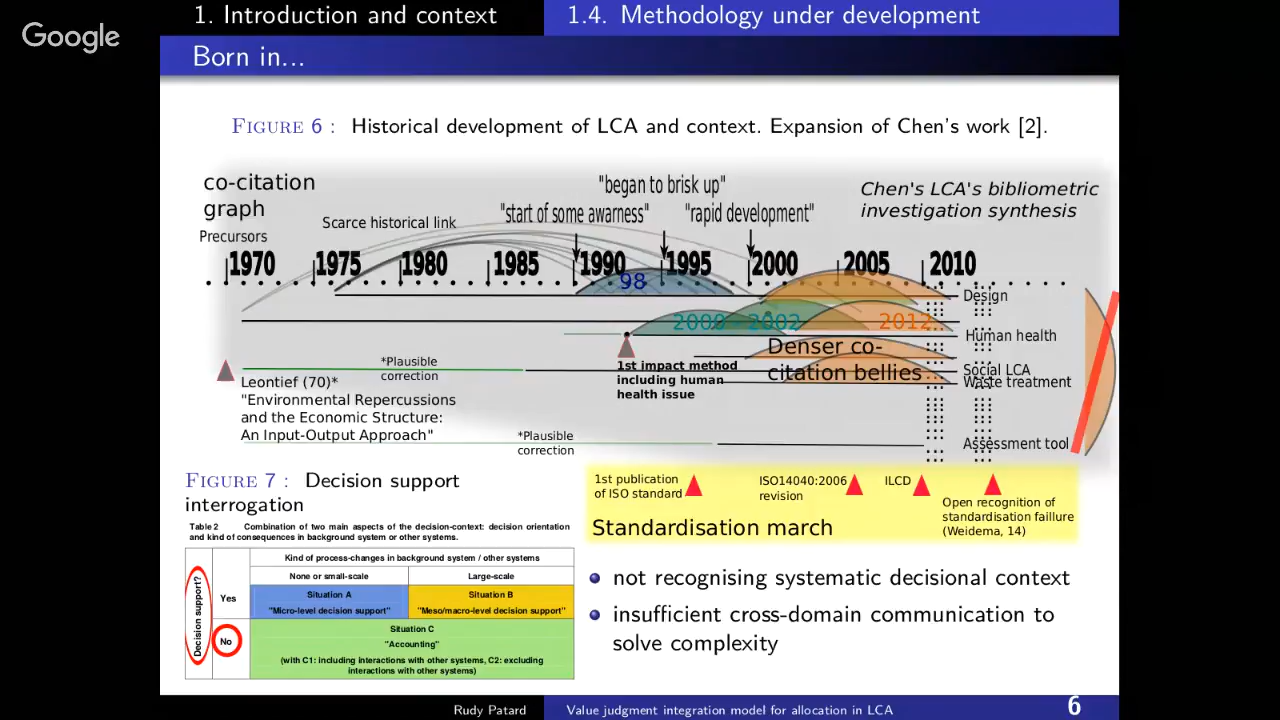 Google
1. Introduction and context
1.4. Methodology under development
Born in...
FIGURE 6 : Historical development of LCA and context. Expansion of Chen's work [2].
co-citation
graph
Precursors
Scarce historical link
"began to brisk up"
"start of some awarness"
"rapid development"
Chen's LCA's bibliometric
investigation synthesis
1970 1975 1980 1985 1990 1995 2000 2005 2010
98
2000 - 2002
2012
Design
Human health
Denser co-
citation bellies
Social LCA
Waste treatment
Assessment tool
*Plausible
correction
1st impact method
including human
health issue
Leontief (70)*
"Environmental Repercussions
and the Economic Structure:
An Input-Output Approach"
*Plausible
correction
1st publication
of ISO standard
ISO14040:2006
revision
ILCD
Open recognition of
standardisation faillure
(Weidema, 14)
Standardisation march
FIGURE 7 : Decision support
interrogation
Table 2 Combination of two main aspects of the decision-context: decision orientation
and kind of consequences in background system or other systems.
Kind of process-changes in background system / other systems
None or small-scale
Large-scale
Decision support?
Yes
Situation A
"Micro-level decision support"
Situation B
"Meso/macro-level decision support"
No
Situation C
"Accounting"
(with C1: including interactions with other systems, C2: excluding
interactions with other systems)
not recognising systematic decisional context
insufficient cross-domain communication to
solve complexity
Rudy Patard
Value judgment integration model for allocation in LCA
6